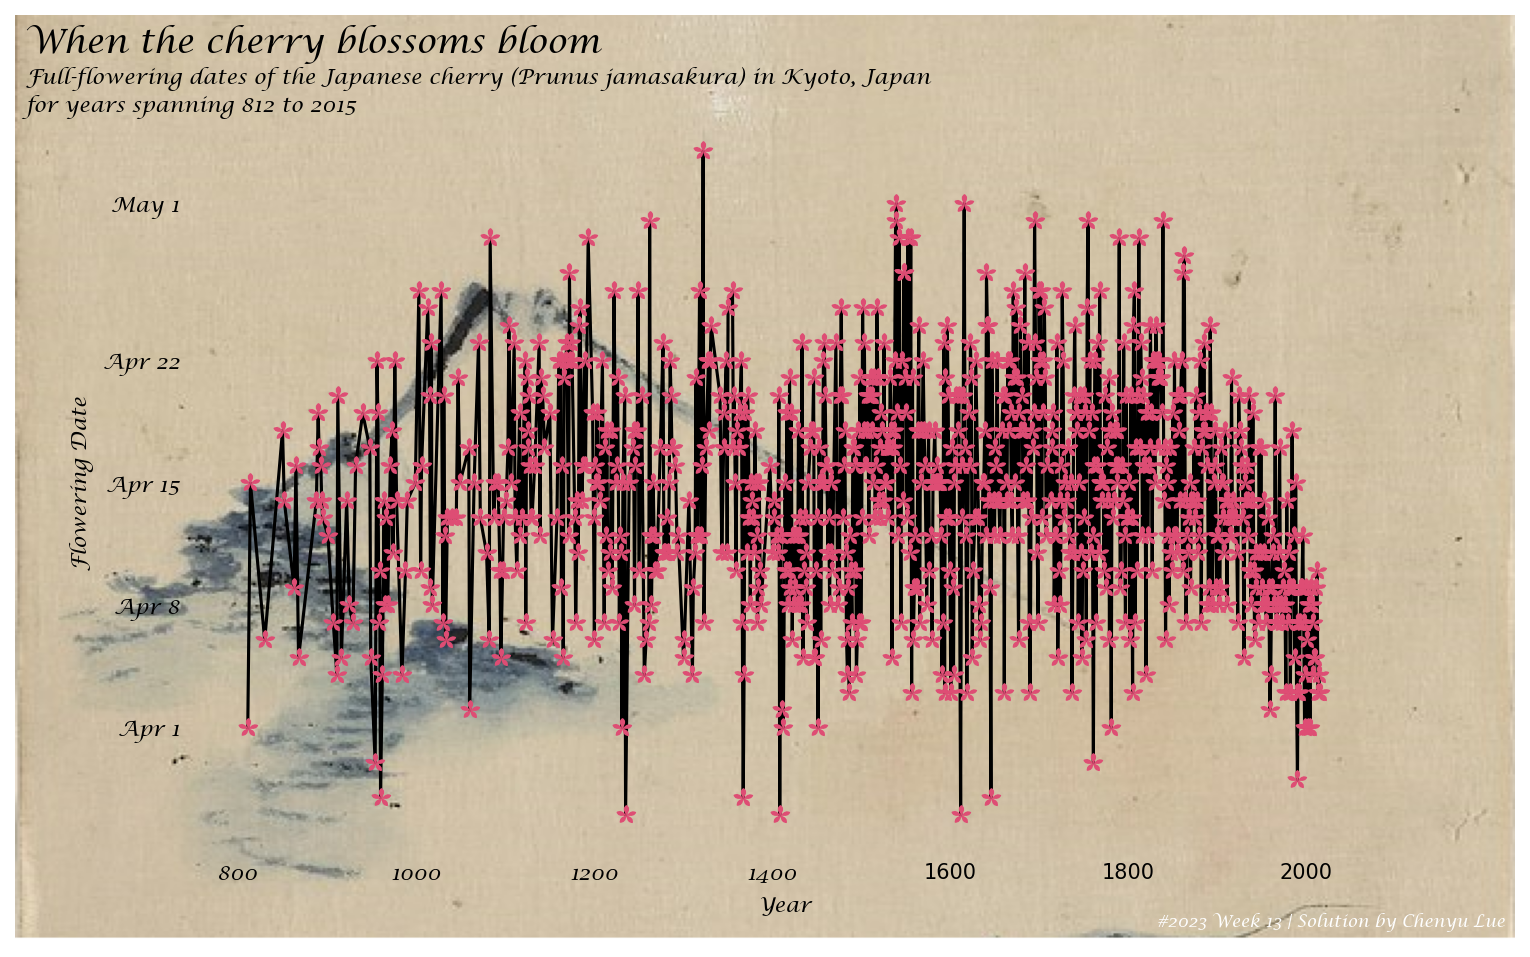 When the cherry blossoms bloom
Full-flowering dates of the Japanese cherry (Prunus jamasakura) in Kyoto, Japan
for years spanning 812 to 2015
May 1
Apr 22
Apr 15
Apr 8
Apr 1
Flowering Date
800 1000 1200 1400 1600 1800 2000
Year
#2023 Week 13 | Solution by Chenyu Lue